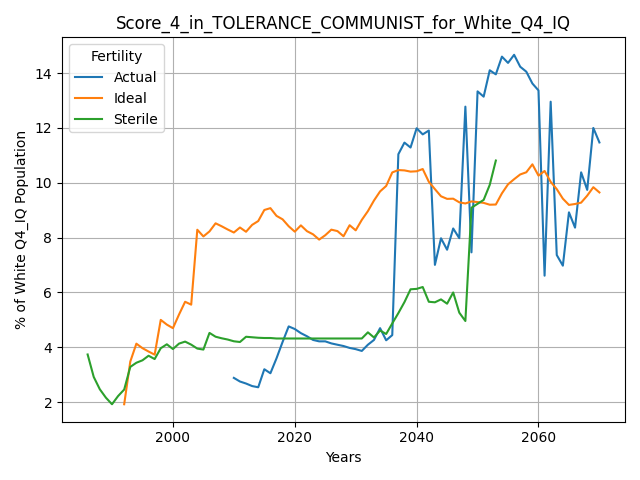 Score_4_in_TOLERANCE_COMMUNIST_for_White_Q4_IQ
Fertility
Actual
Ideal
Sterile
% of White Q4_IQ Population
14
12
10
8
6
4
2
2000
2020
2040
2060
Years